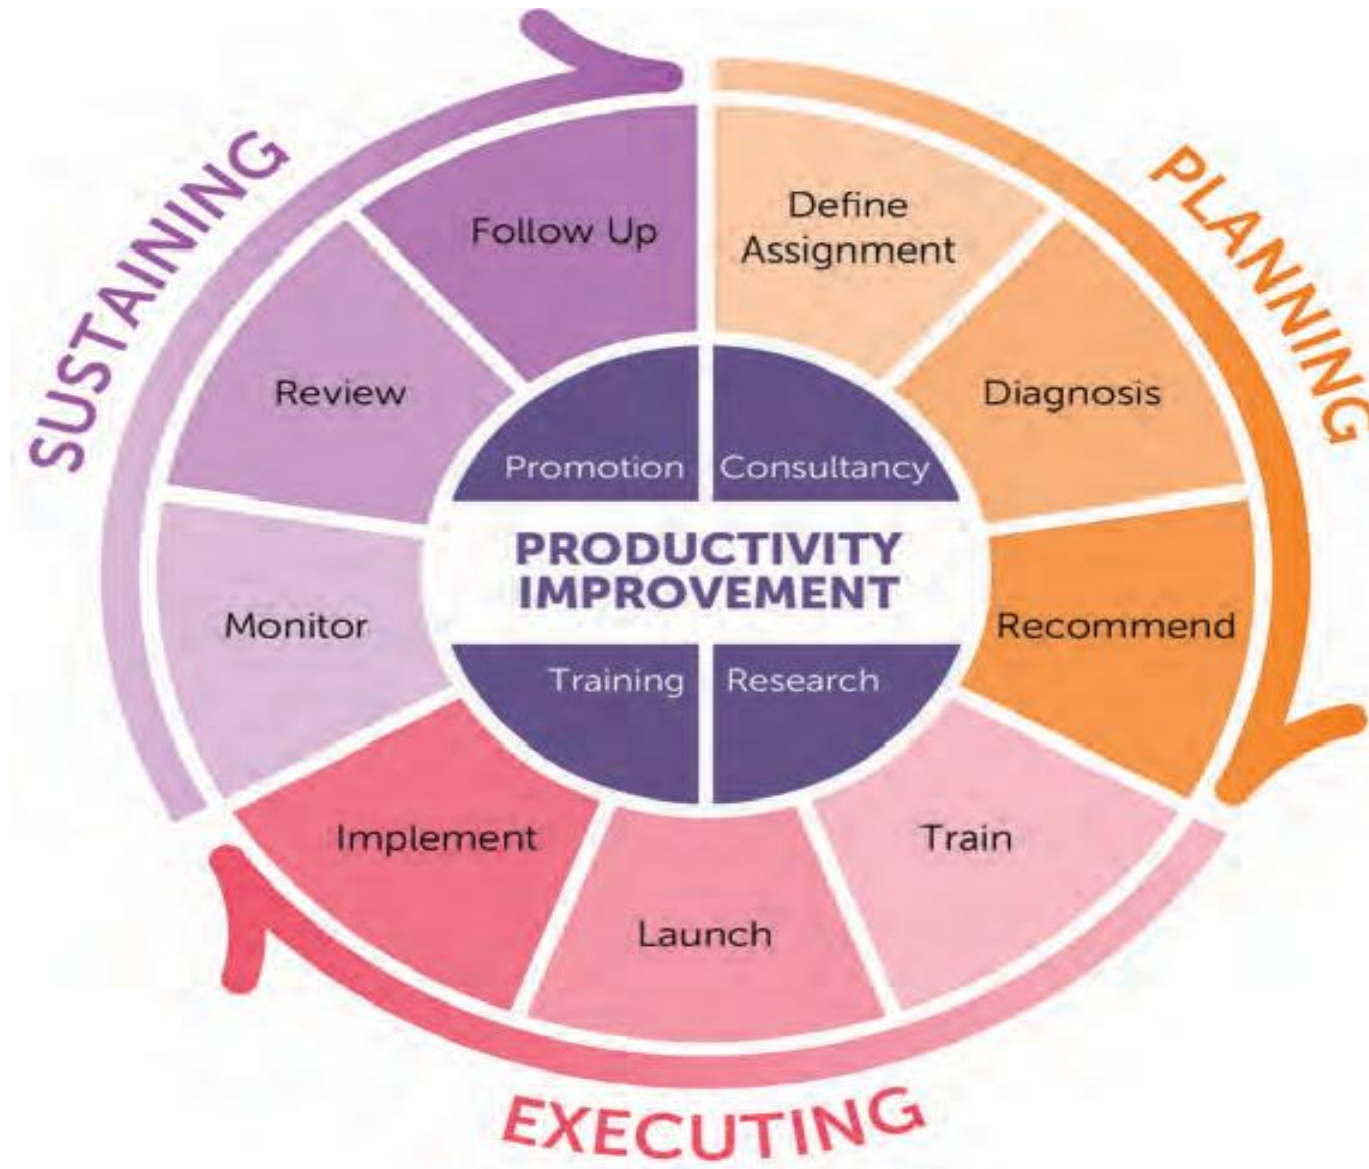 SUSTAINING
PLANNING
EXECUTING
Define
Assignment
Diagnosis
Recommend
Train
Launch
Implement
Monitor
Review
Follow Up
Promotion
Consultancy
PRODUCTIVITY
IMPROVEMENT
Training
Research